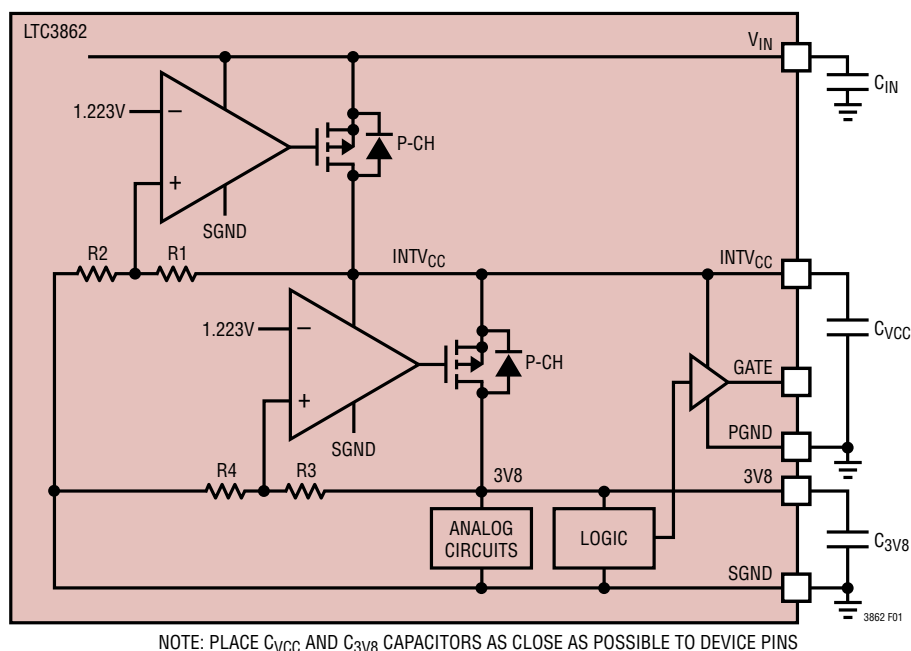 LTC3862
VIN
CIN
1.223V
−
P-CH
+
SGND
R2
R1
INTVCC
INTVCC
1.223V
−
CVCC
P-CH
GATE
+
SGND
PGND
R4
R3
3V8
3V8
ANALOG
CIRCUITS
LOGIC
C3V8
SGND
3862 F01
NOTE: PLACE CVCC AND C3V8 CAPACITORS AS CLOSE AS POSSIBLE TO DEVICE PINS